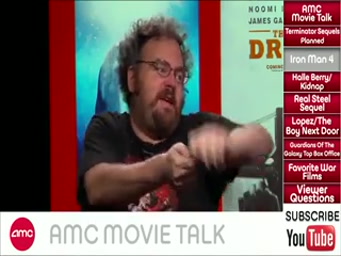 NOOMI
JAMES GA
TH
DR
COMING
AMC
Movie Talk
Terminator Sequels
Planned
Iron Man 4
Halle Berry/
Kidnap
Real Steel
Sequel
Lopez/The
Boy Next Door
Guardians Of The
Galaxy Top Box Office
Favorite War
Films
Viewer
Questions
amc
AMC MOVIE TALK
SUBSCRIBE
YouTube